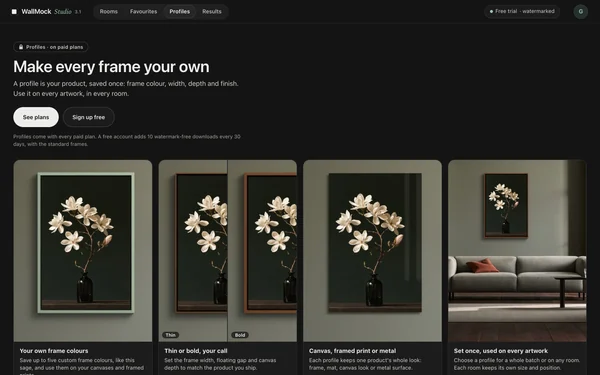 WallMock Studio 3.1
Rooms
Favourites
Profiles
Results
Free trial · watermarked
G
Profiles · on paid plans
Make every frame your own
A profile is your product, saved once: frame colour, width, depth and finish.
Use it on every artwork, in every room.
See plans
Sign up free
Profiles come with every paid plan. A free account adds 10 watermark-free downloads every 30
days, with the standard frames.
Thin
Bold
Your own frame colours
Save up to five custom frame colours, like this
sage, and use them on your canvases and framed
Thin or bold, your call
Set the frame width, floating gap and canvas
depth to match the product you ship.
Canvas, framed print or metal
Each profile keeps one product's whole look:
frame, mat, canvas look or metal surface.
Set once, used on every artwork
Choose a profile for a whole batch or on any room.
Each room keeps its own size and position.